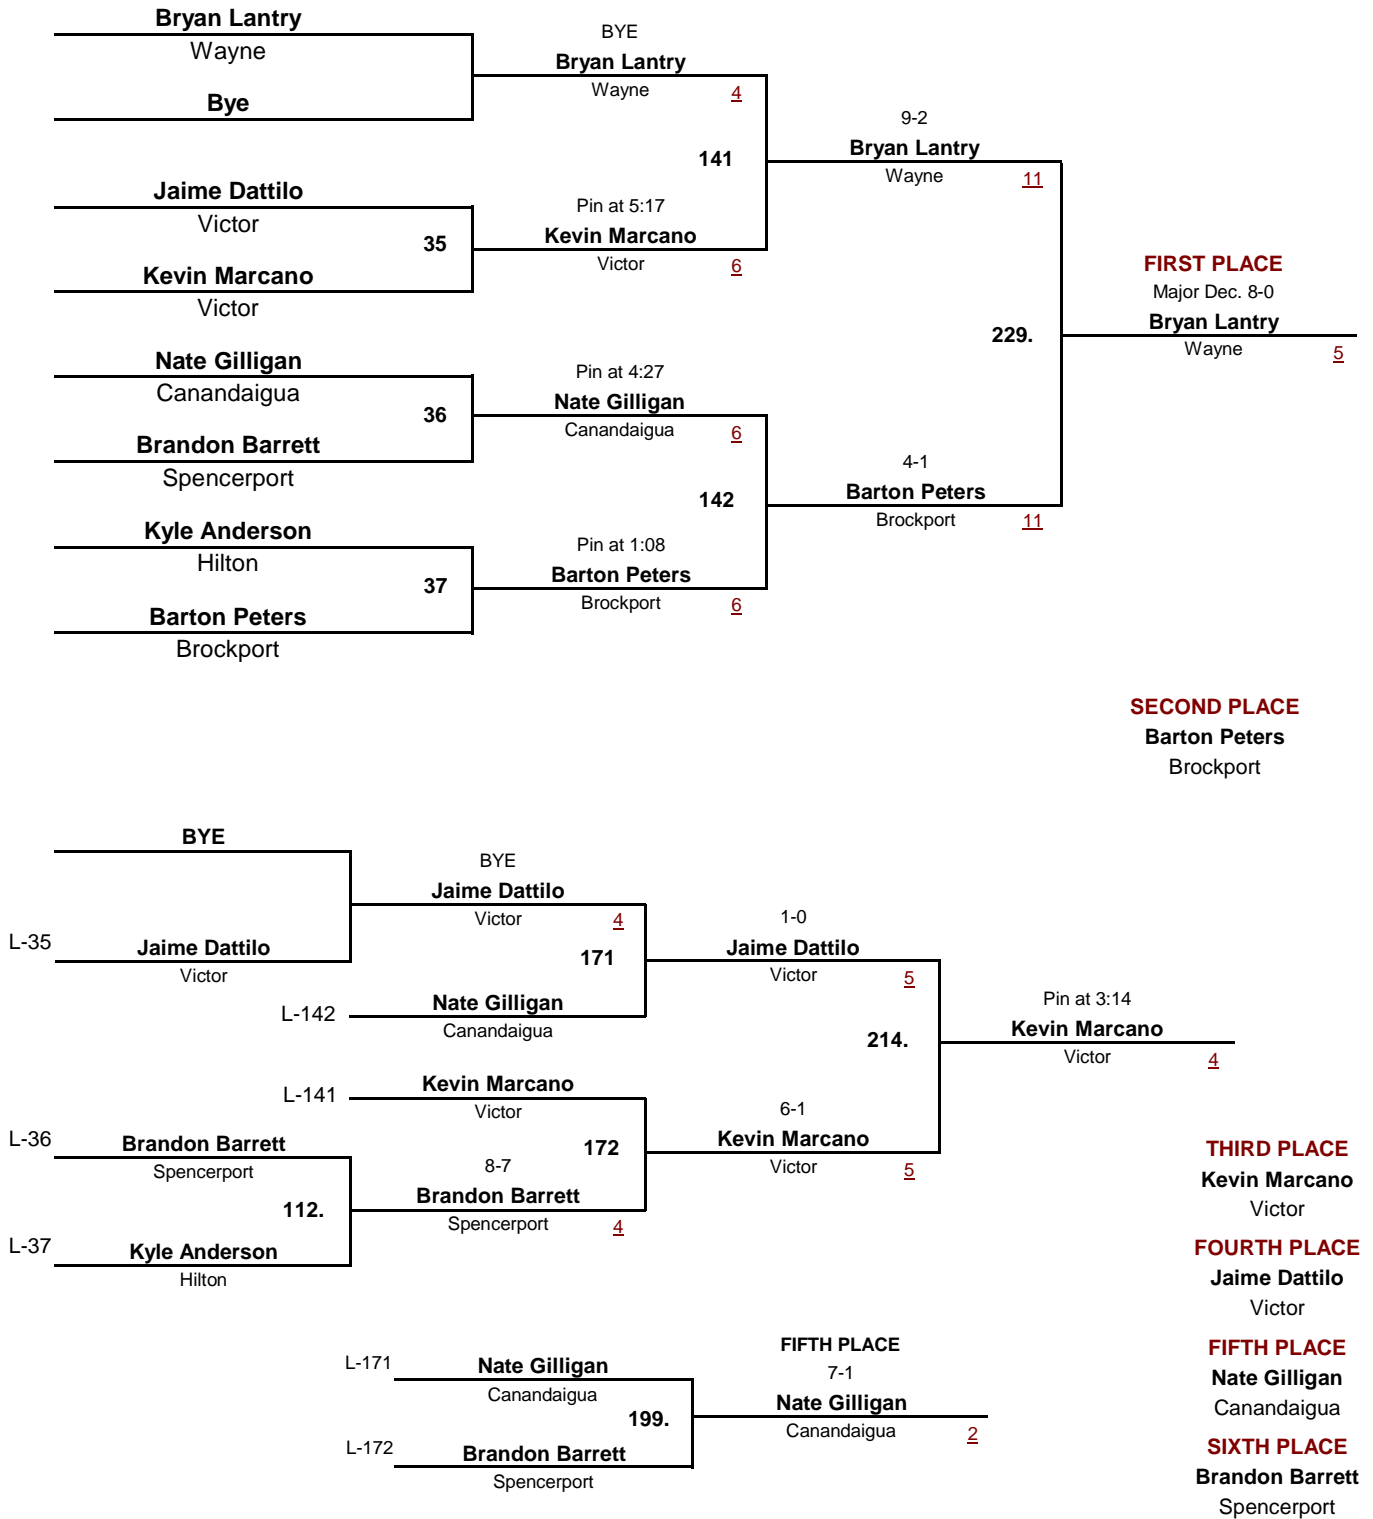 Bryan Lantry
Wayne
Bye
BYE
Bryan Lantry
Wayne 4
141
9-2
Bryan Lantry
Wayne 11
Jaime Dattilo
Victor
35
Kevin Marcano
Victor
Pin at 5:17
Kevin Marcano
Victor 6
FIRST PLACE
Major Dec. 8-0
Bryan Lantry
Wayne 5
229.
Nate Gilligan
Canandaigua
36
Brandon Barrett
Spencerport
Pin at 4:27
Nate Gilligan
Canandaigua 6
142
4-1
Barton Peters
Brockport 11
Kyle Anderson
Hilton
37
Barton Peters
Brockport
Pin at 1:08
Barton Peters
Brockport 6
SECOND PLACE
Barton Peters
Brockport
BYE
L-35
Jaime Dattilo
Victor
BYE
Jaime Dattilo
Victor 4
171
L-142
Nate Gilligan
Canandaigua
1-0
Jaime Dattilo
Victor 5
214.
Pin at 3:14
Kevin Marcano
Victor 4
L-141
Kevin Marcano
Victor
172
6-1
Kevin Marcano
Victor 5
L-36
Brandon Barrett
Spencerport
112.
L-37
Kyle Anderson
Hilton
8-7
Brandon Barrett
Spencerport 4
THIRD PLACE
Kevin Marcano
Victor
FOURTH PLACE
Jaime Dattilo
Victor
L-171
Nate Gilligan
Canandaigua
199.
L-172
Brandon Barrett
Spencerport
FIFTH PLACE
7-1
Nate Gilligan
Canandaigua 2
FIFTH PLACE
Nate Gilligan
Canandaigua
SIXTH PLACE
Brandon Barrett
Spencerport